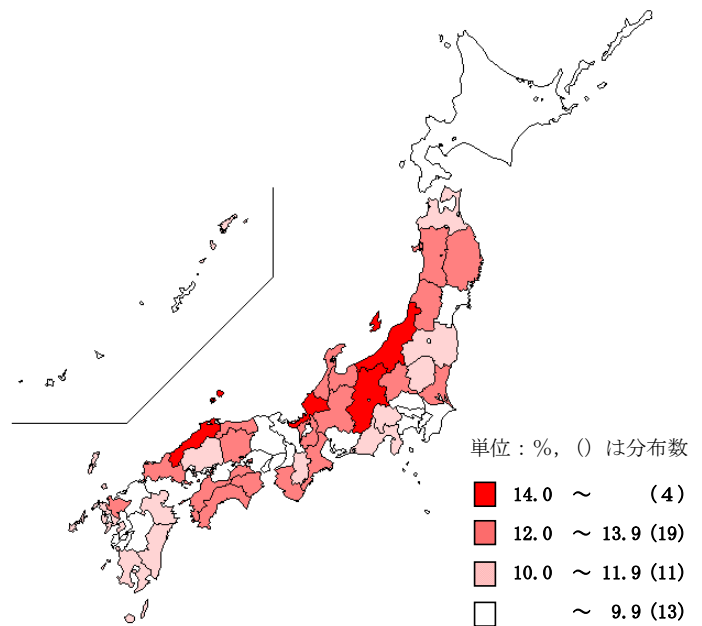 単位：％，（）は分布数
14.0 ～ （４）
12.0 ～ 13.9 (19)
10.0 ～ 11.9 (11)
～ 9.9 (13)